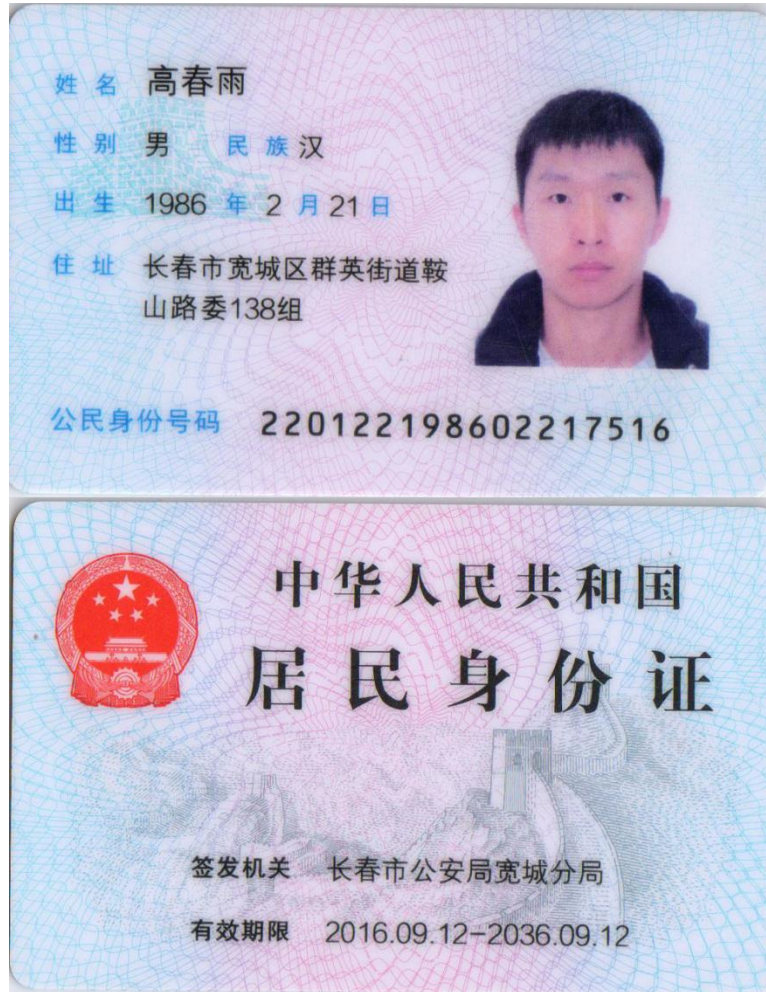 姓名 高春雨
性别 男 民族 汉
出生 1986 年 2 月 21 日
住址 长春市宽城区群英街道鞍
山路委138组
公民身份号码 220122198602217516
中华人民共和国
居民身份证
签发机关 长春市公安局宽城分局
有效期限 2016.09.12-2036.09.12